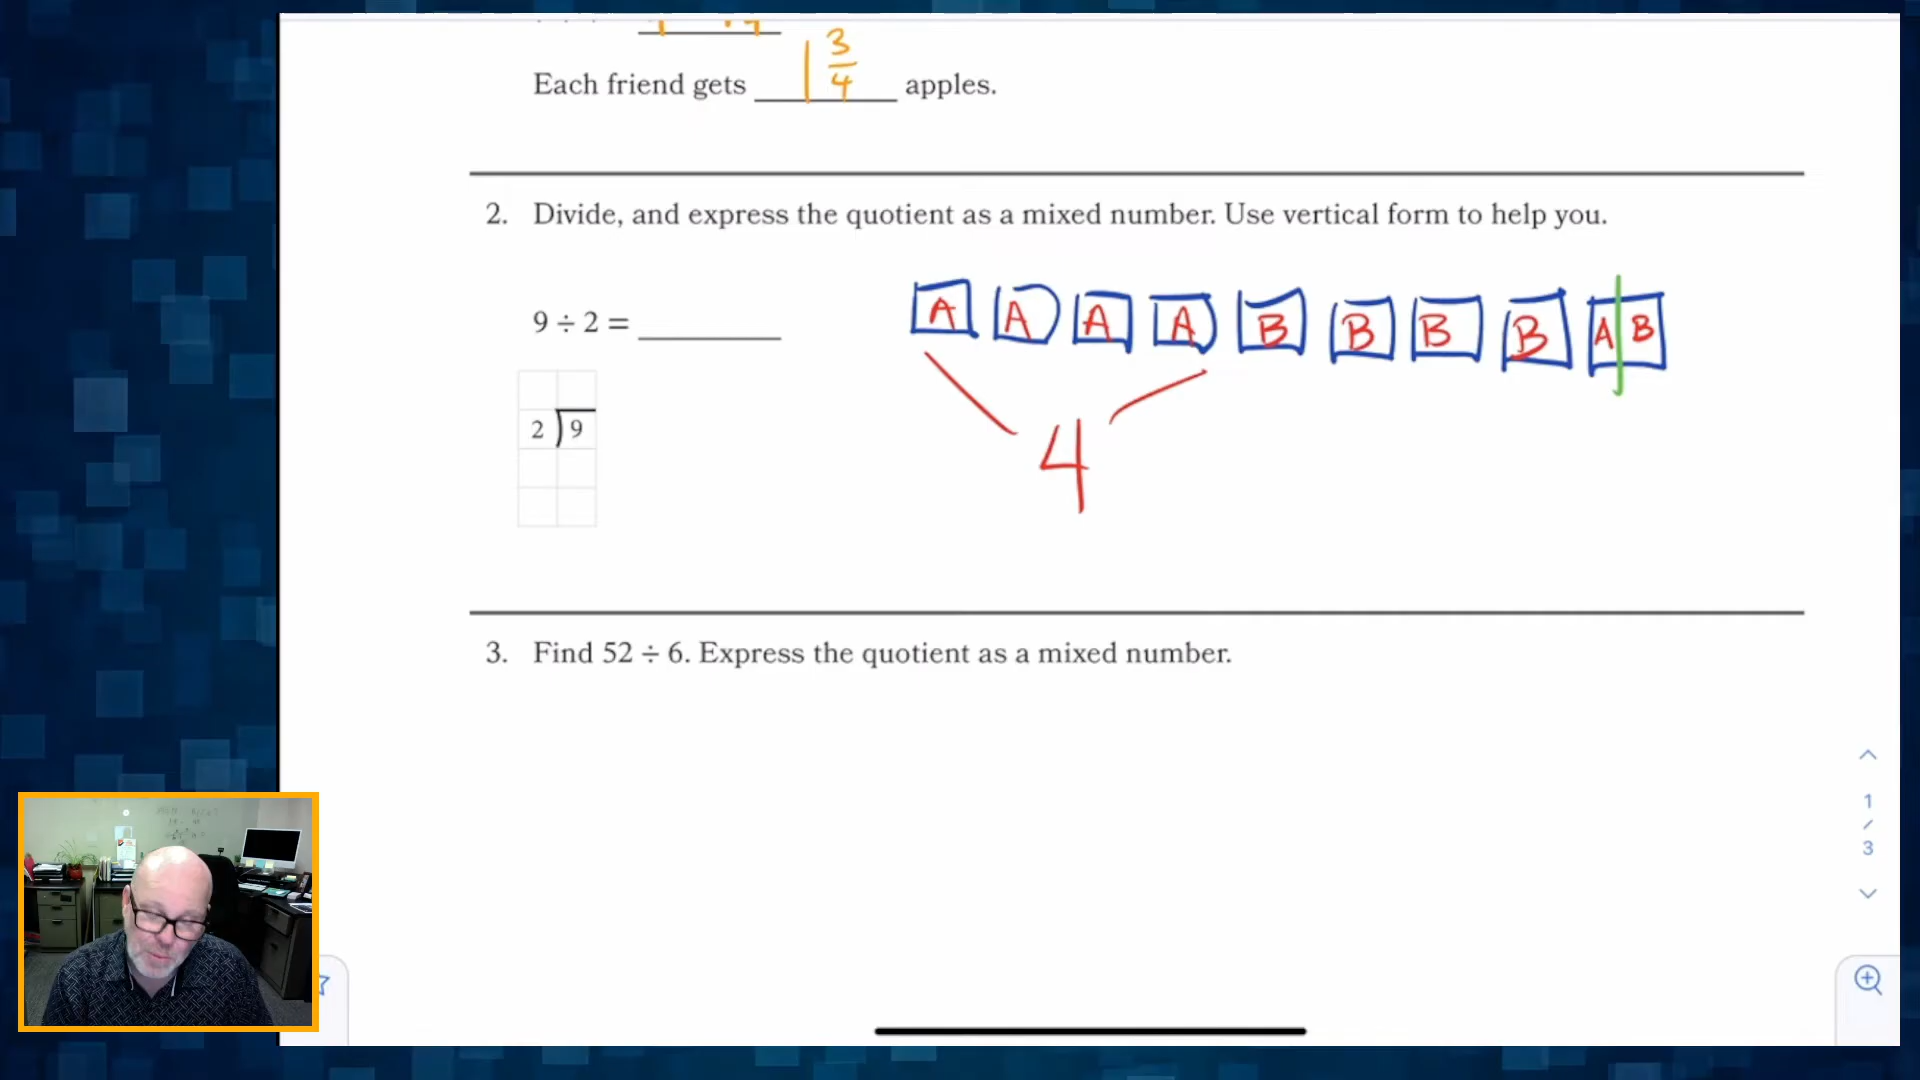 1 3/4
Each friend gets ______ apples.
2. Divide, and express the quotient as a mixed number. Use vertical form to help you.
A A A A B B B B A B
9 ÷ 2 = ______
2 ) 9
4
3. Find 52 ÷ 6. Express the quotient as a mixed number.
1
/
3